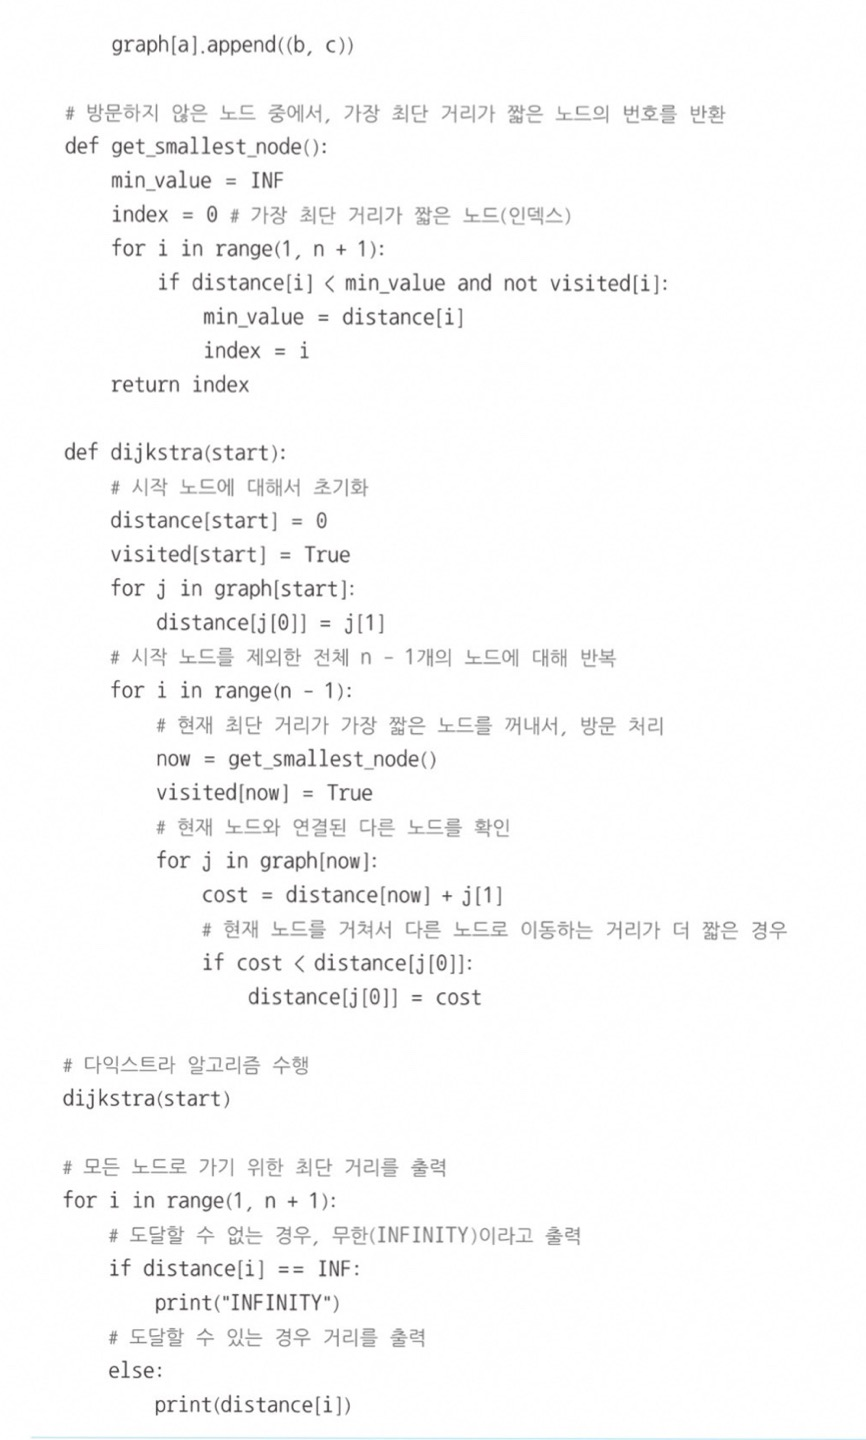 graph[a].append((b, c))
# 방문하지 않은 노드 중에서, 가장 최단 거리가 짧은 노드의 번호를 반환
def get_smallest_node():
    min_value = INF
    index = 0 # 가장 최단 거리가 짧은 노드(인덱스)
    for i in range(1, n + 1):
        if distance[i] < min_value and not visited[i]:
            min_value = distance[i]
            index = i
    return index
def dijkstra(start):
    # 시작 노드에 대해서 초기화
    distance[start] = 0
    visited[start] = True
    for j in graph[start]:
        distance[j[0]] = j[1]
    # 시작 노드를 제외한 전체 n - 1개의 노드에 대해 반복
    for i in range(n - 1):
        # 현재 최단 거리가 가장 짧은 노드를 꺼내서, 방문 처리
        now = get_smallest_node()
        visited[now] = True
        # 현재 노드와 연결된 다른 노드를 확인
        for j in graph[now]:
            cost = distance[now] + j[1]
            # 현재 노드를 거쳐서 다른 노드로 이동하는 거리가 더 짧은 경우
            if cost < distance[j[0]]:
                distance[j[0]] = cost
# 다익스트라 알고리즘 수행
dijkstra(start)
# 모든 노드로 가기 위한 최단 거리를 출력
for i in range(1, n + 1):
    # 도달할 수 없는 경우, 무한(INFINITY)이라고 출력
    if distance[i] == INF:
        print("INFINITY")
    # 도달할 수 있는 경우 거리를 출력
    else:
        print(distance[i])